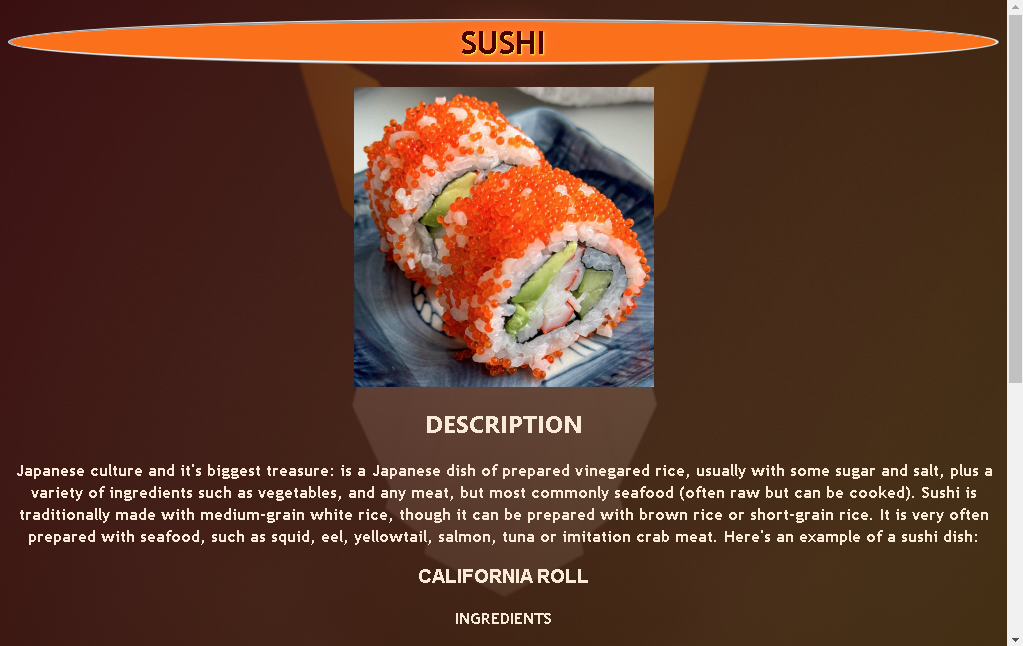 SUSHI
DESCRIPTION
Japanese culture and it's biggest treasure: is a Japanese dish of prepared vinegared rice, usually with some sugar and salt, plus a
variety of ingredients such as vegetables, and any meat, but most commonly seafood (often raw but can be cooked). Sushi is
traditionally made with medium-grain white rice, though it can be prepared with brown rice or short-grain rice. It is very often
prepared with seafood, such as squid, eel, yellowtail, salmon, tuna or imitation crab meat. Here's an example of a sushi dish:
CALIFORNIA ROLL
INGREDIENTS